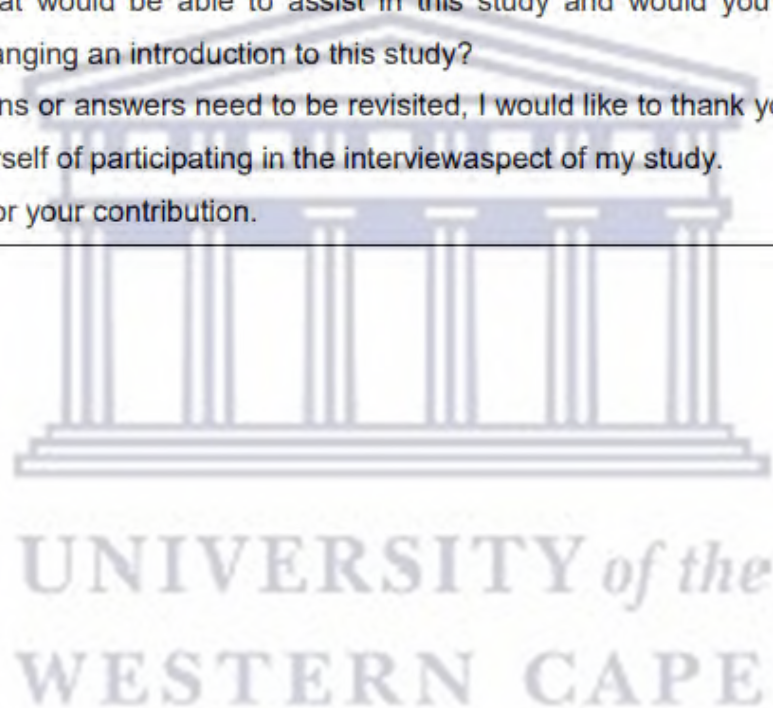 at would be able to assist in this study and would you
anging an introduction to this study?
ns or answers need to be revisited, I would like to thank yo
rself of participating in the interviewaspect of my study.
or your contribution.
UNIVERSITY of the
WESTERN CAPE